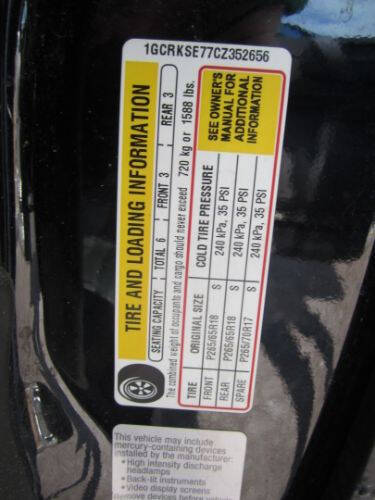 1GCRKSE77CZ352656
TIRE AND LOADING INFORMATION
SEATING CAPACITY TOTAL 6 FRONT 3 REAR 3
The combined weight of occupants and cargo should never exceed 720 kg or 1588 lbs.
TIRE ORIGINAL SIZE COLD TIRE PRESSURE
FRONT P265/65R18 S 240 kPa, 35 PSI
REAR P265/65R18 S 240 kPa, 35 PSI
SPARE P265/70R17 S 240 kPa, 35 PSI
SEE OWNER'S
MANUAL FOR
ADDITIONAL
INFORMATION
This vehicle may include
mercury-containing devices
installed by the manufacturer:
• High intensity discharge
headlamps
• Back-lit instruments
• Video display screens
Remove devices before vehicle